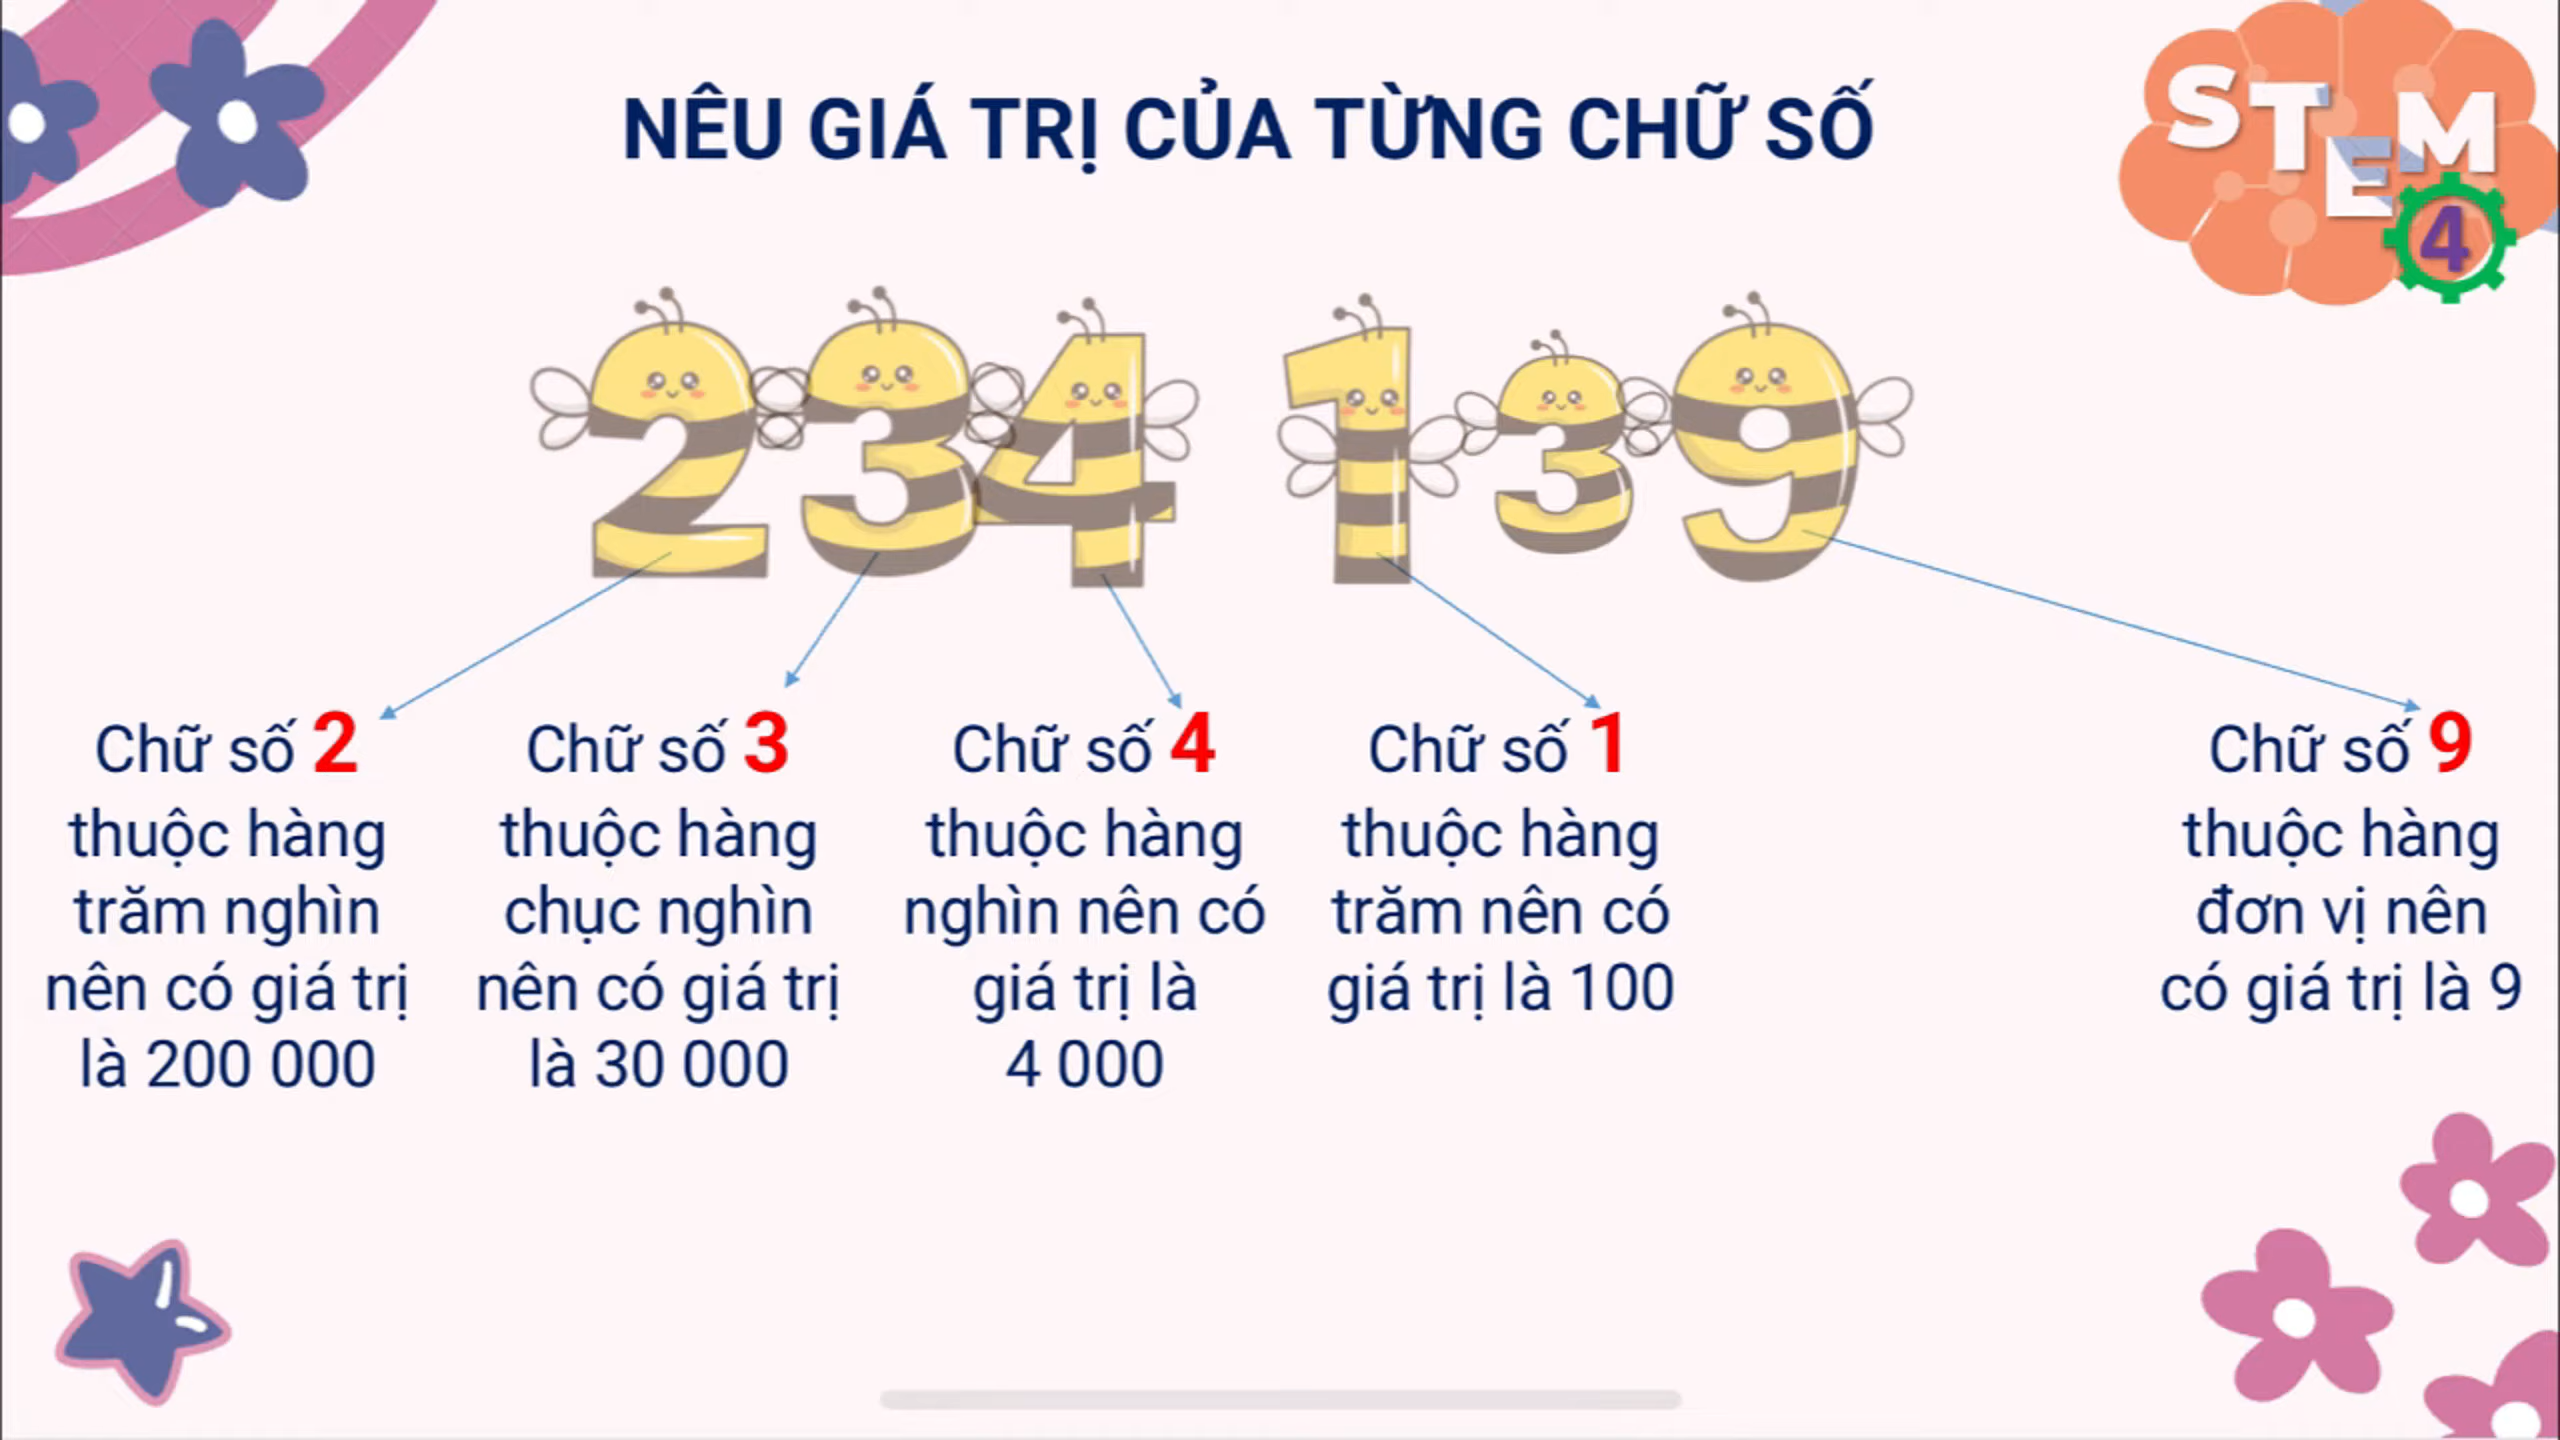 NÊU GIÁ TRỊ CỦA TỪNG CHỮ SỐ
STEM
4
234 139
Chữ số 2
thuộc hàng
trăm nghìn
nên có giá trị
là 200 000
Chữ số 3
thuộc hàng
chục nghìn
nên có giá trị
là 30 000
Chữ số 4
thuộc hàng
nghìn nên có
giá trị là
4 000
Chữ số 1
thuộc hàng
trăm nên có
giá trị là 100
Chữ số 9
thuộc hàng
đơn vị nên
có giá trị là 9